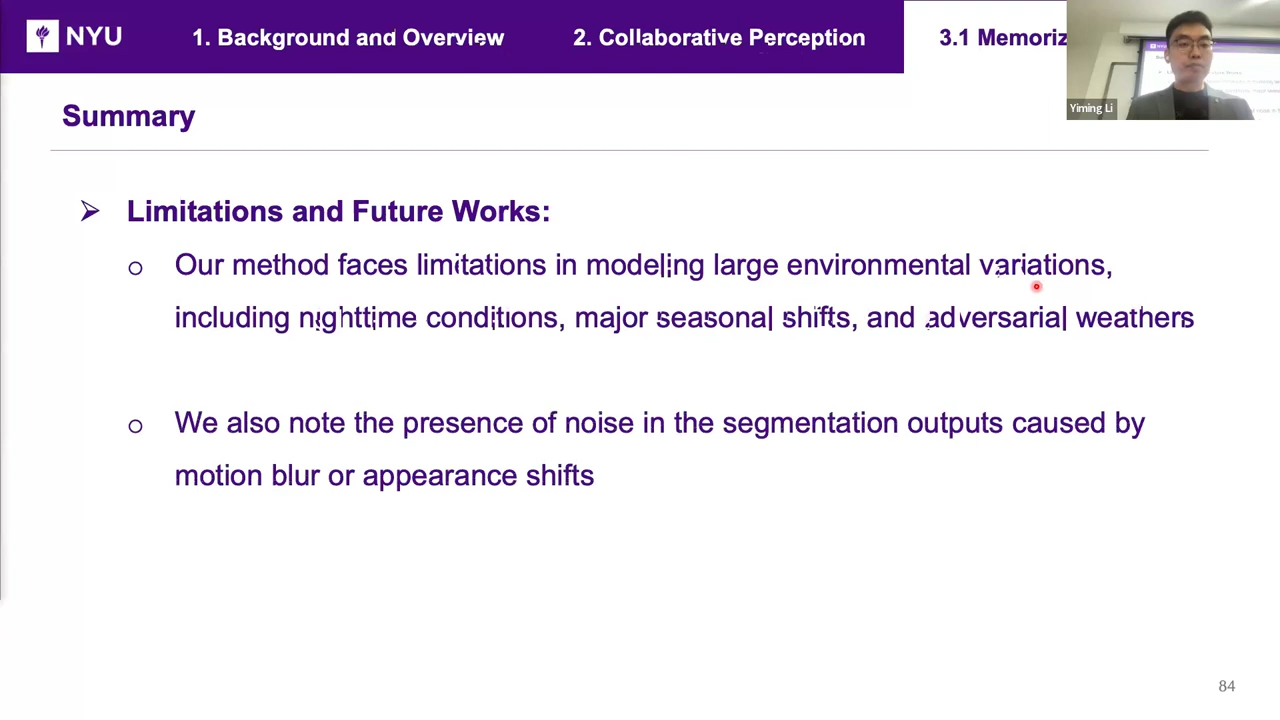 NYU
1. Background and Overview
2. Collaborative Perception
3.1 Memoriz
Yiming Li
Summary
Limitations and Future Works:
Our method faces limitations in modeling large environmental variations,
including nighttime conditions, major seasonal shifts, and adversarial weathers
We also note the presence of noise in the segmentation outputs caused by
motion blur or appearance shifts
84